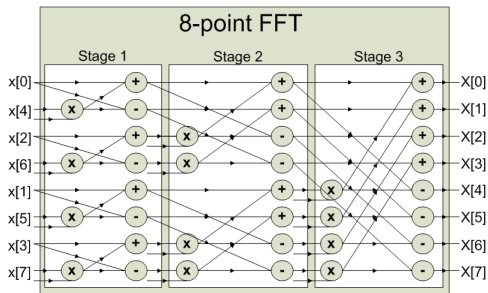 8-point FFT
Stage 1 Stage 2 Stage 3
x[0] + + + X[0]
x[4] x - + + X[1]
x[2] + x - + X[2]
x[6] x - x - + X[3]
x[1] + + x - X[4]
x[5] x - + x - X[5]
x[3] + x - x - X[6]
x[7] x - x - x - X[7]